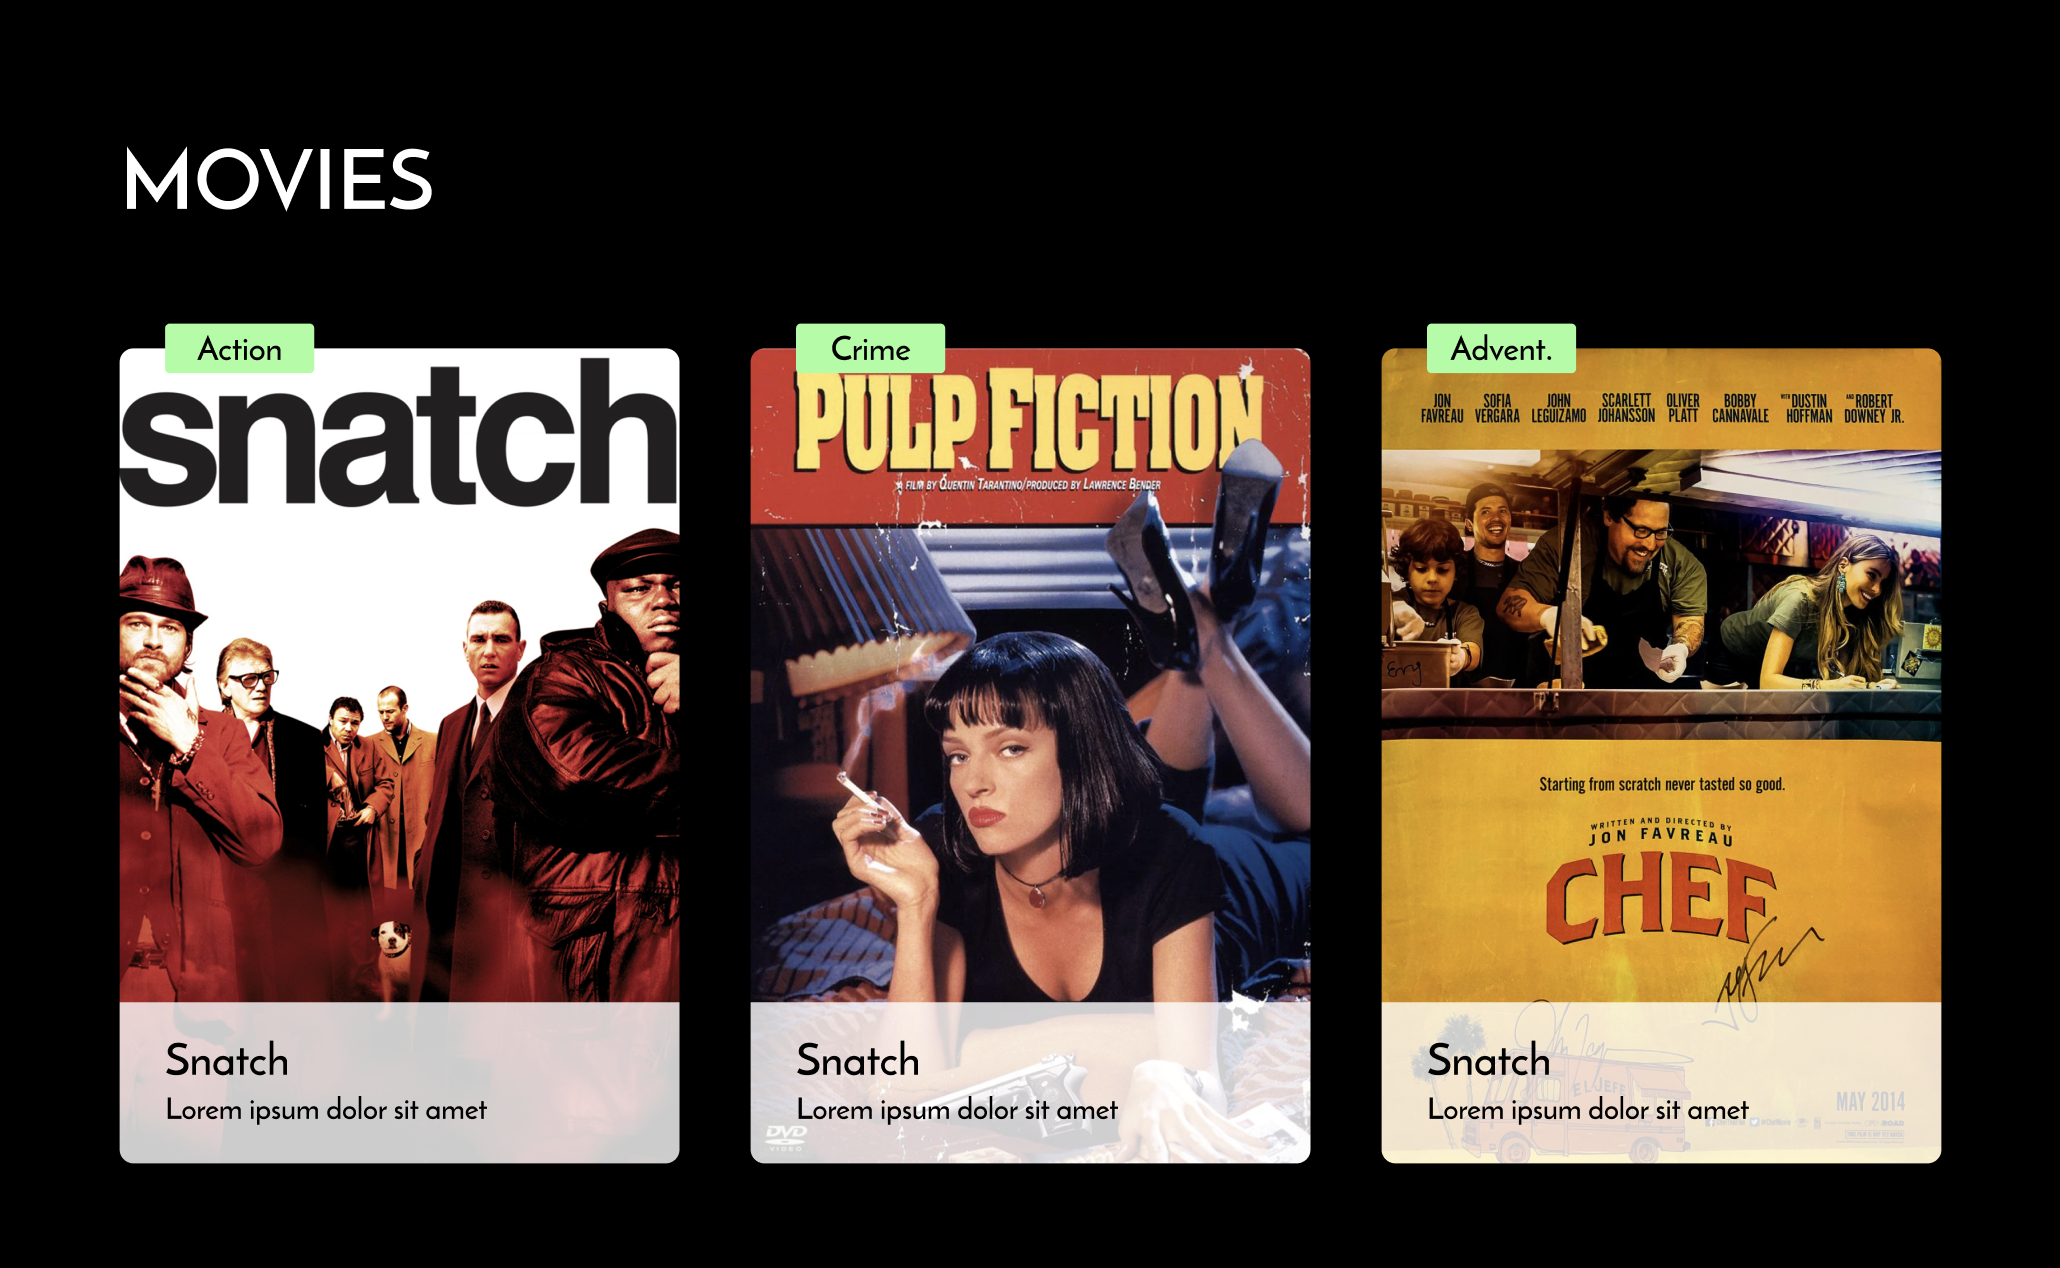 MOVIES
Action
snatch
Snatch
Lorem ipsum dolor sit amet
Crime
PULP FICTION
A FILM BY QUENTIN TARANTINO/PRODUCED BY LAWRENCE BENDER
Snatch
Lorem ipsum dolor sit amet
DVD
VIDEO
Advent.
JON FAVREAU SOFIA VERGARA JOHN LEGUIZAMO SCARLETT JOHANSSON OLIVER PLATT BOBBY CANNAVALE WITH DUSTIN HOFFMAN AND ROBERT DOWNEY JR.
Starting from scratch never tasted so good.
WRITTEN AND DIRECTED BY
JON FAVREAU
CHEF
EL JEFE
Snatch
Lorem ipsum dolor sit amet
MAY 2014